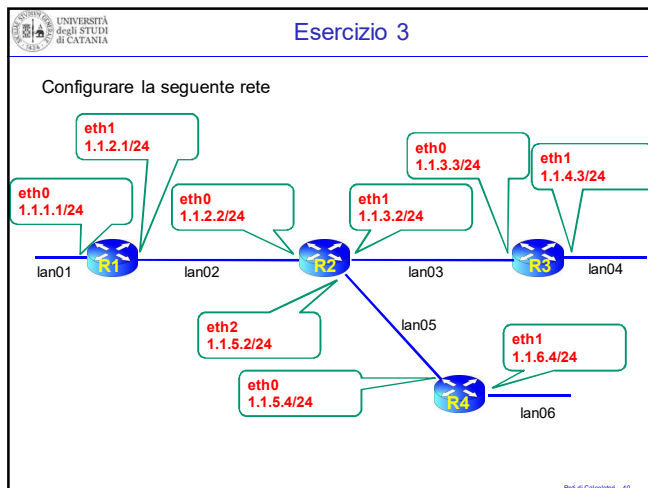 UNIVERSITÀ
degli STUDI
di CATANIA
Esercizio 3
Configurare la seguente rete
eth1
1.1.2.1/24
eth0
1.1.3.3/24
eth1
1.1.4.3/24
eth0
1.1.1.1/24
eth0
1.1.2.2/24
eth1
1.1.3.2/24
R1
R2
R3
lan01
lan02
lan03
lan04
eth2
1.1.5.2/24
lan05
eth1
1.1.6.4/24
eth0
1.1.5.4/24
R4
lan06